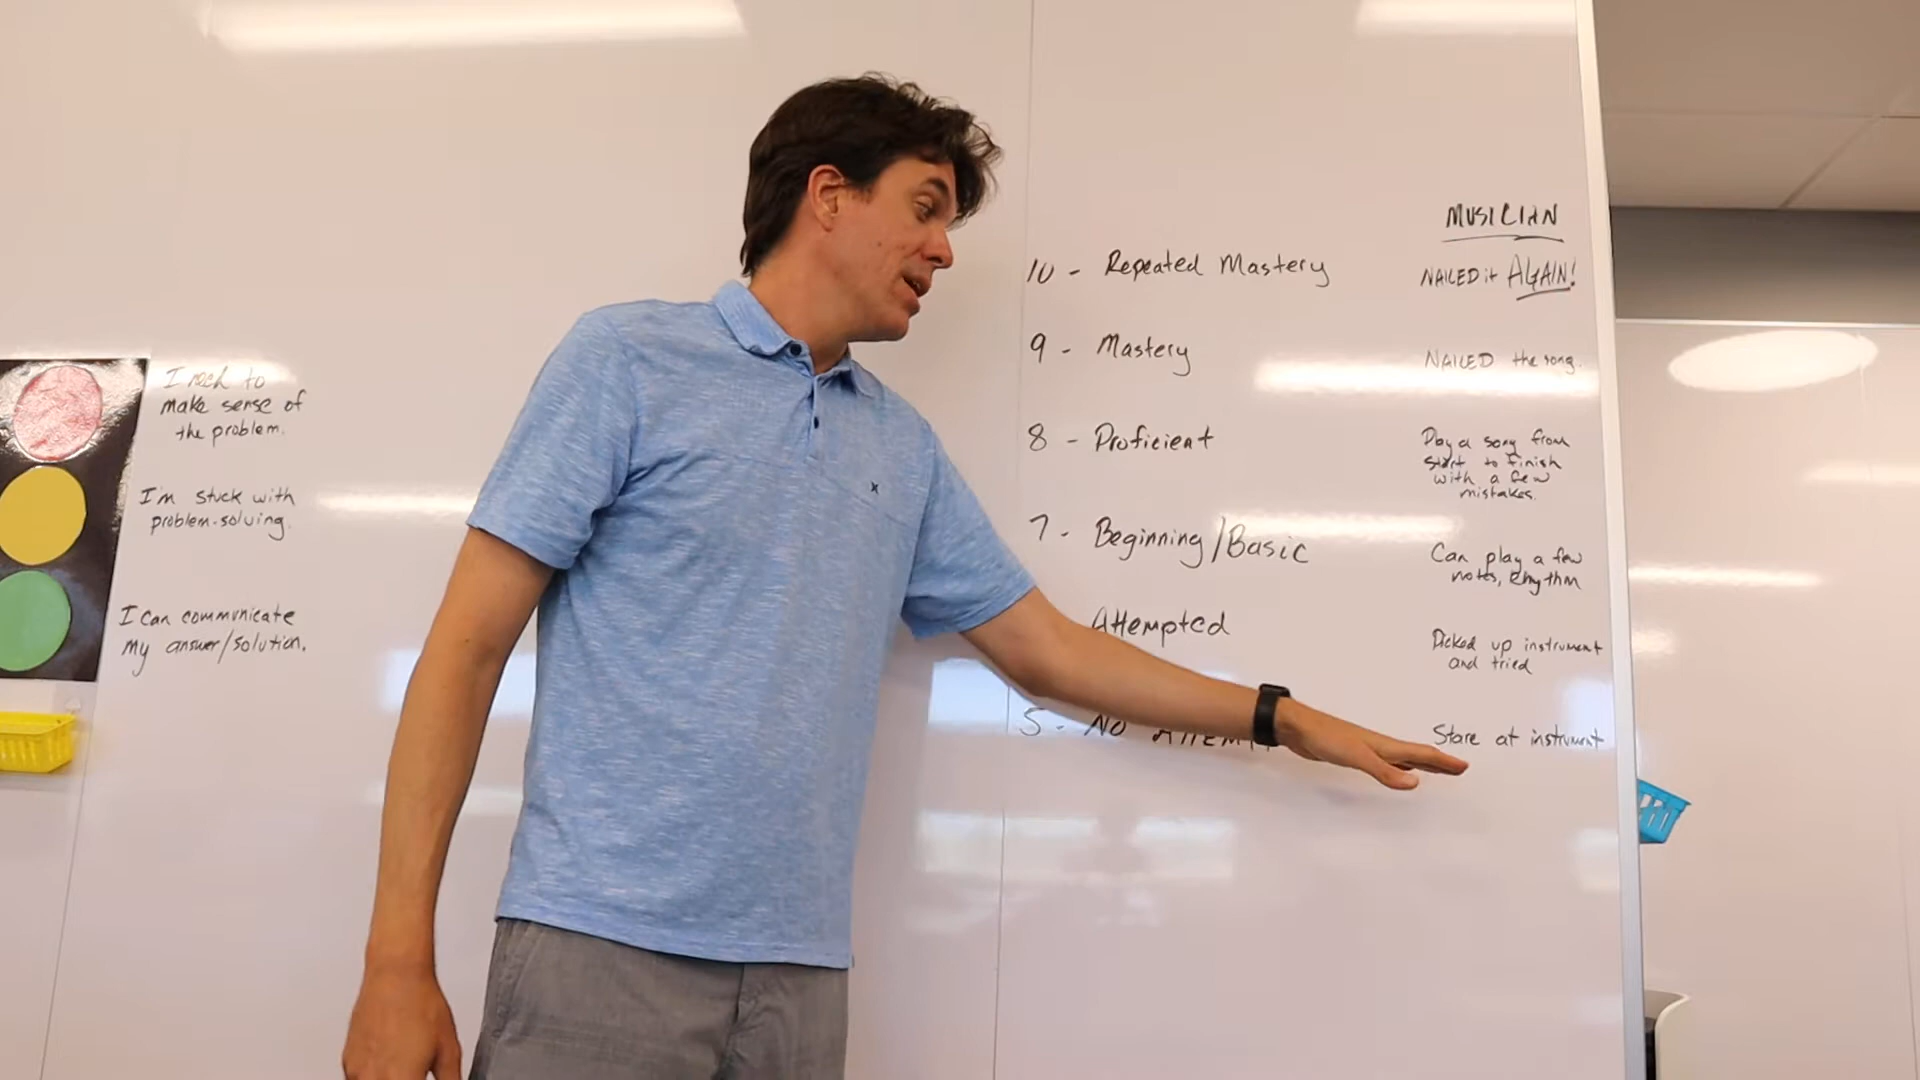 I need to
make sense of
the problem.
I'm stuck with
problem-solving.
I can communicate
my answer/solution.
MUSICIAN
10 - Repeated Mastery
NAILED it AGAIN!
9 - Mastery
NAILED the song.
8 - Proficient
Play a song from
start to finish
with a few
mistakes.
7 - Beginning/Basic
Can play a few
notes, Rhythm
Attempted
Picked up instrument
and tried
5 - No
Stare at instrument